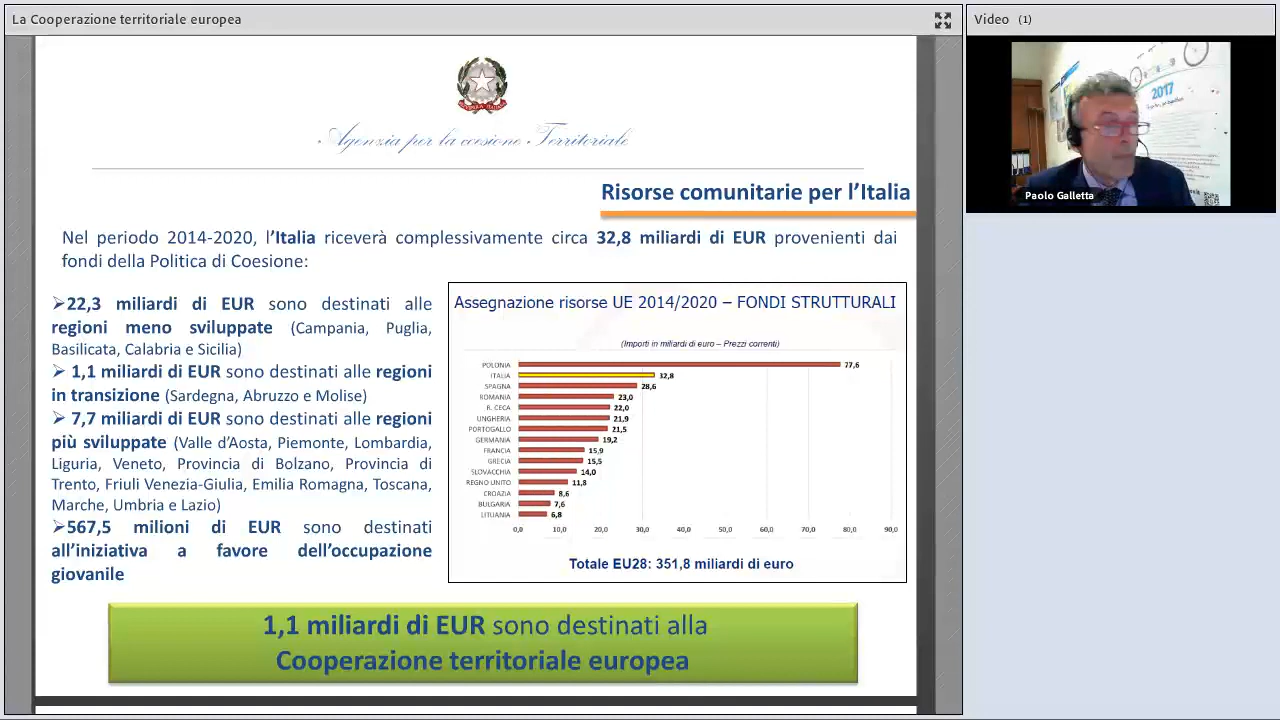 La Cooperazione territoriale europea
Video (1)
Agenzia per la coesione Territoriale
2017
Paolo Galletta
Risorse comunitarie per l'Italia
Nel periodo 2014-2020, l'Italia riceverà complessivamente circa 32,8 miliardi di EUR provenienti dai
fondi della Politica di Coesione:
➢22,3 miliardi di EUR sono destinati alle
regioni meno sviluppate (Campania, Puglia,
Basilicata, Calabria e Sicilia)
➢ 1,1 miliardi di EUR sono destinati alle regioni
in transizione (Sardegna, Abruzzo e Molise)
➢ 7,7 miliardi di EUR sono destinati alle regioni
più sviluppate (Valle d'Aosta, Piemonte, Lombardia,
Liguria, Veneto, Provincia di Bolzano, Provincia di
Trento, Friuli Venezia-Giulia, Emilia Romagna, Toscana,
Marche, Umbria e Lazio)
➢567,5 milioni di EUR sono destinati
all'iniziativa a favore dell'occupazione
giovanile
Assegnazione risorse UE 2014/2020 – FONDI STRUTTURALI
(Importi in miliardi di euro – Prezzi correnti)
POLONIA 77,6
ITALIA 32,8
SPAGNA 28,6
ROMANIA 23,0
R. CECA 22,0
UNGHERIA 21,9
PORTOGALLO 21,5
GERMANIA 19,2
FRANCIA 15,9
GRECIA 15,5
SLOVACCHIA 14,0
REGNO UNITO 11,8
CROAZIA 8,6
BULGARIA 7,6
LITUANIA 6,8
0,0 10,0 20,0 30,0 40,0 50,0 60,0 70,0 80,0 90,0
Totale EU28: 351,8 miliardi di euro
1,1 miliardi di EUR sono destinati alla
Cooperazione territoriale europea